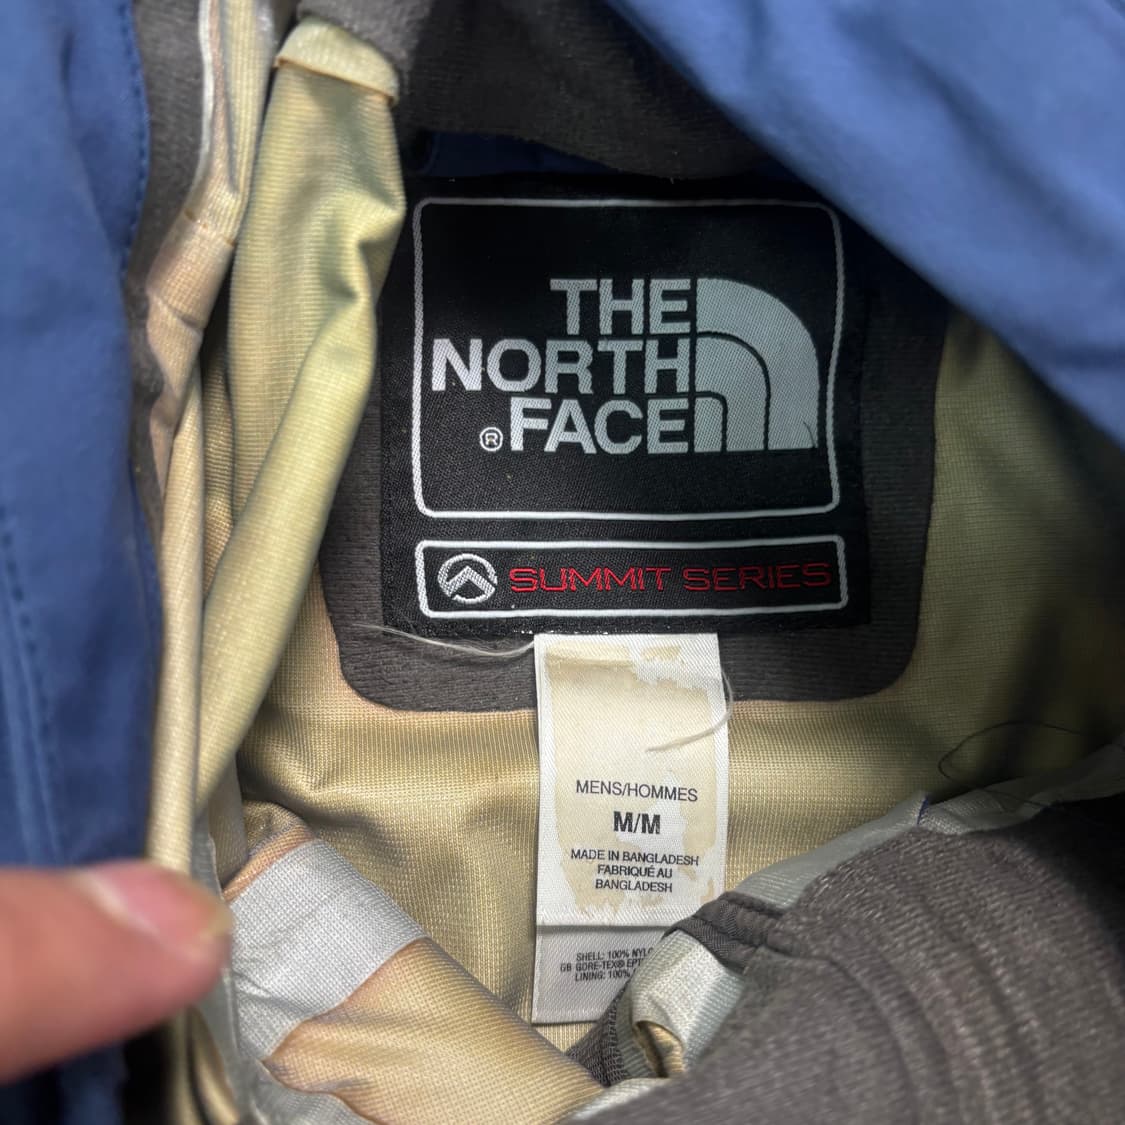 THE
NORTH
®FACE
SUMMIT SERIES
MENS/HOMMES
M/M
MADE IN BANGLADESH
FABRIQUÉ AU
BANGLADESH
SHELL: 100%
GB GORE-TEX®
LINING: 100%